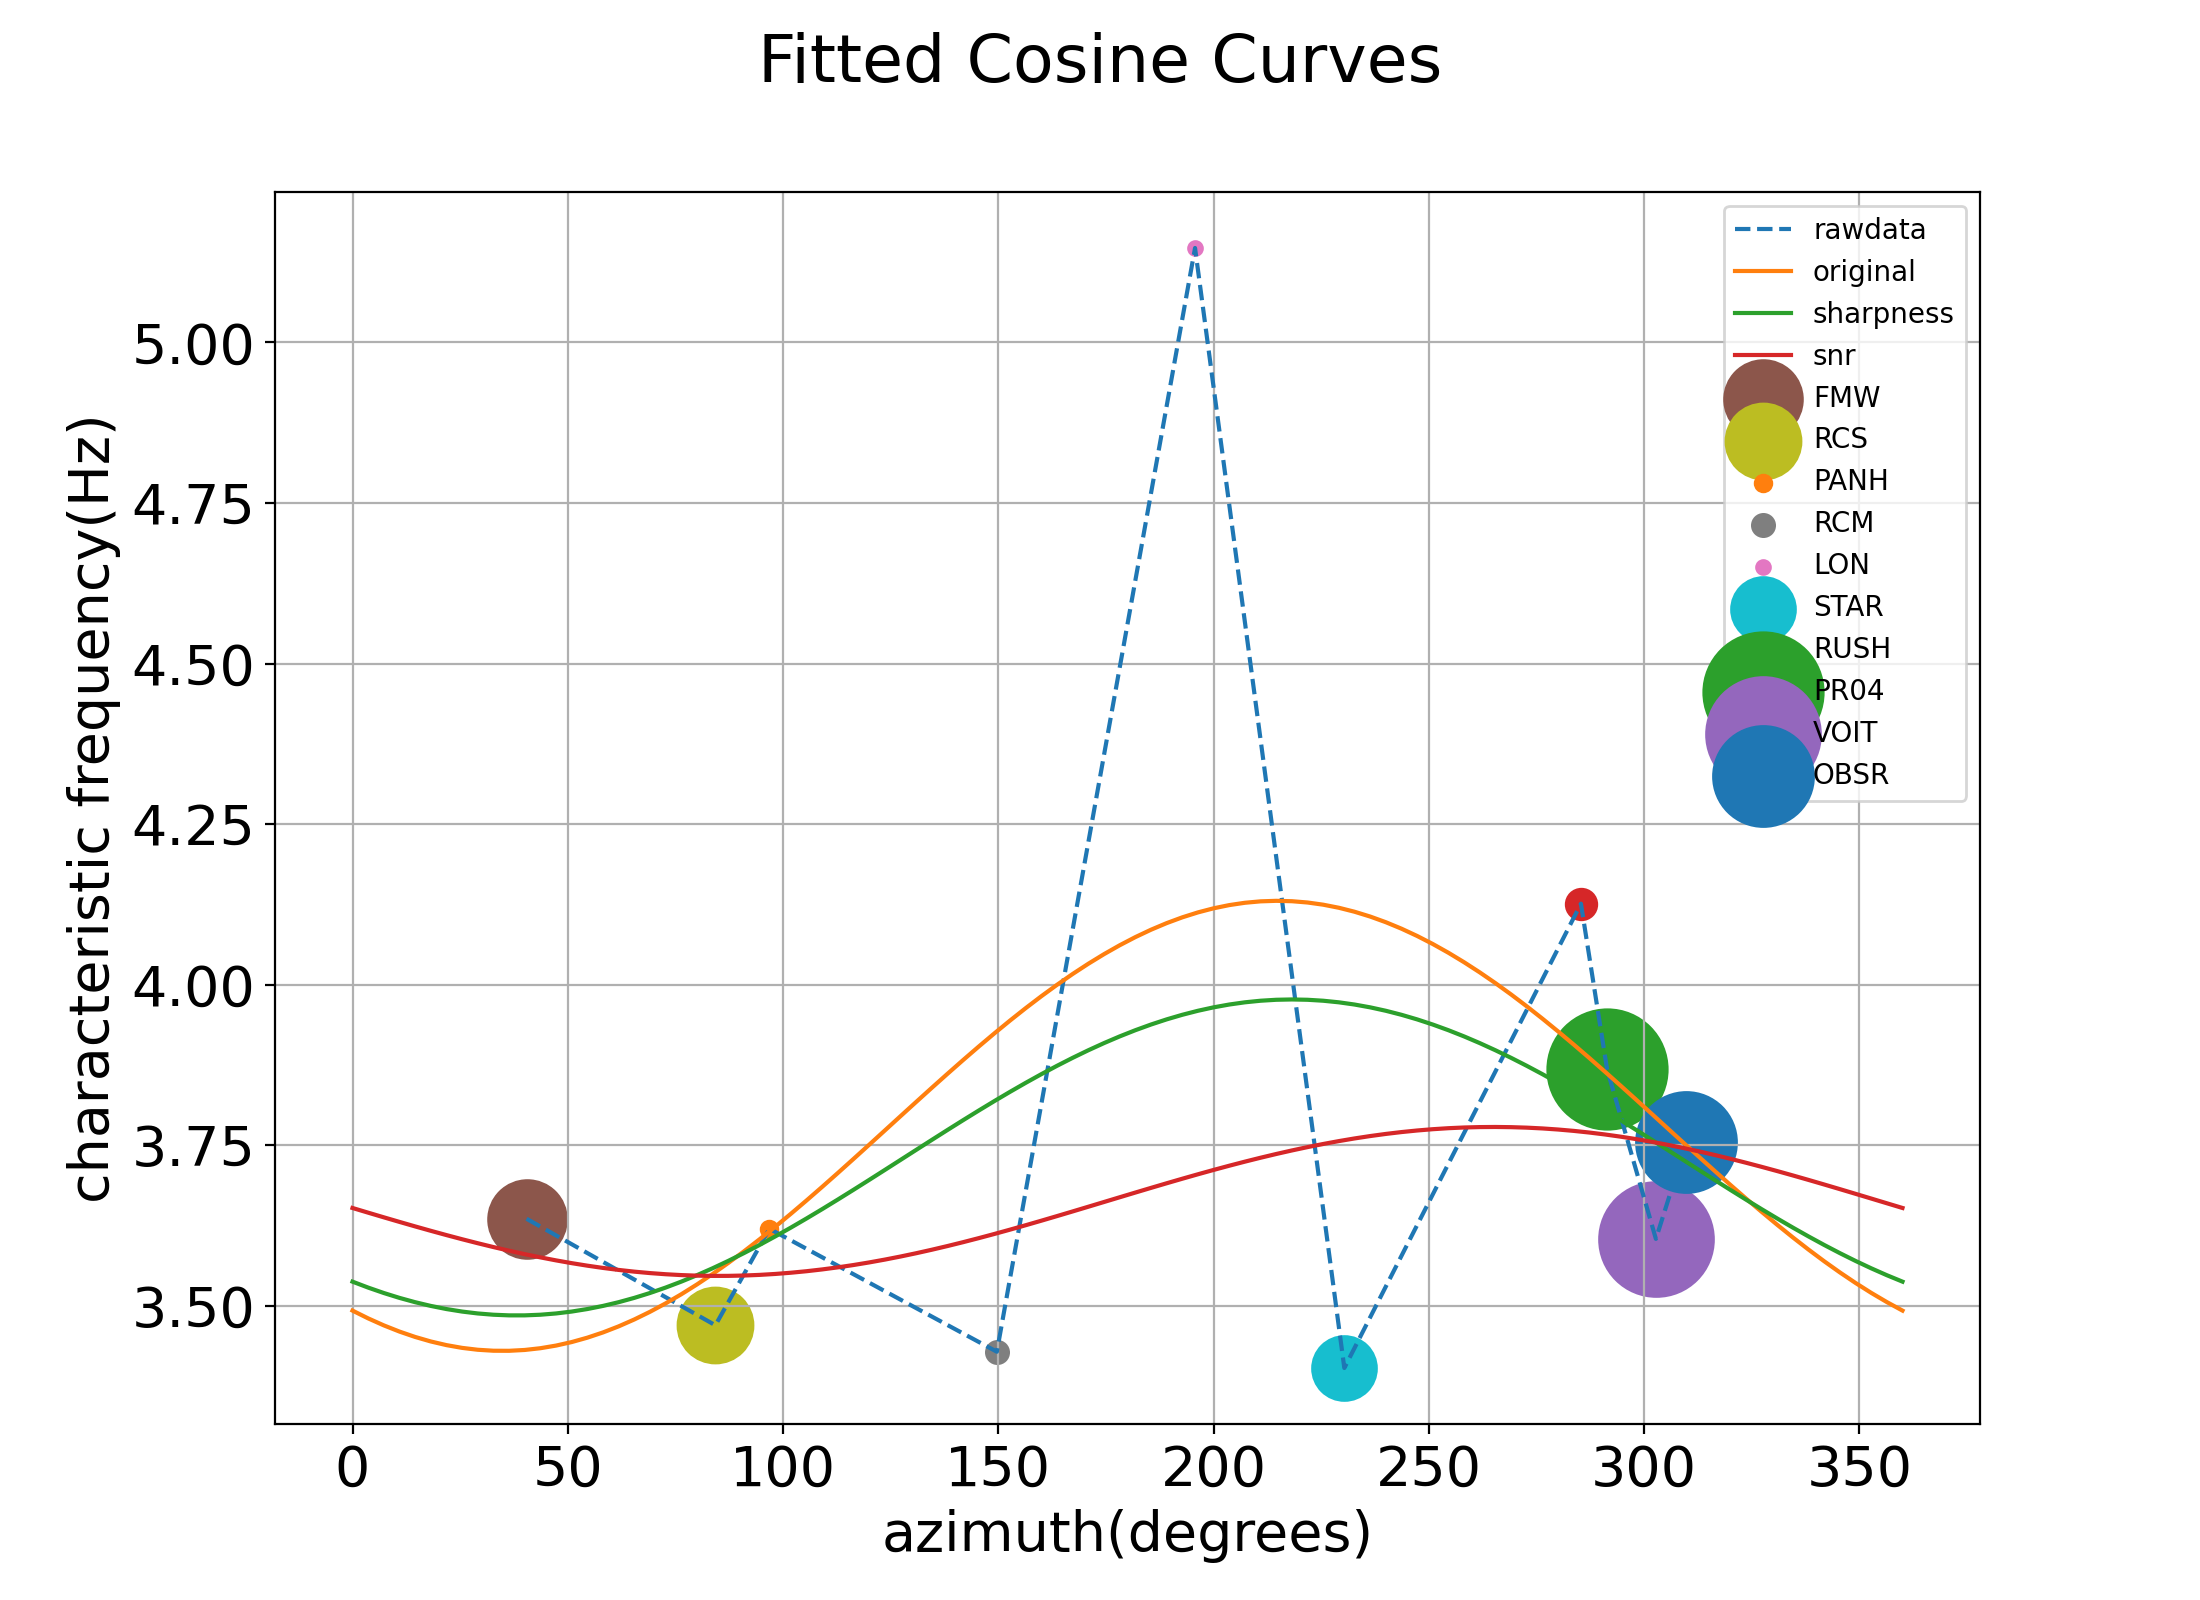 Fitted Cosine Curves
characteristic frequency(Hz)
5.00
4.75
4.50
4.25
4.00
3.75
3.50
rawdata
original
sharpness
snr
FMW
RCS
PANH
RCM
LON
STAR
RUSH
PR04
VOIT
OBSR
0 50 100 150 200 250 300 350
azimuth(degrees)